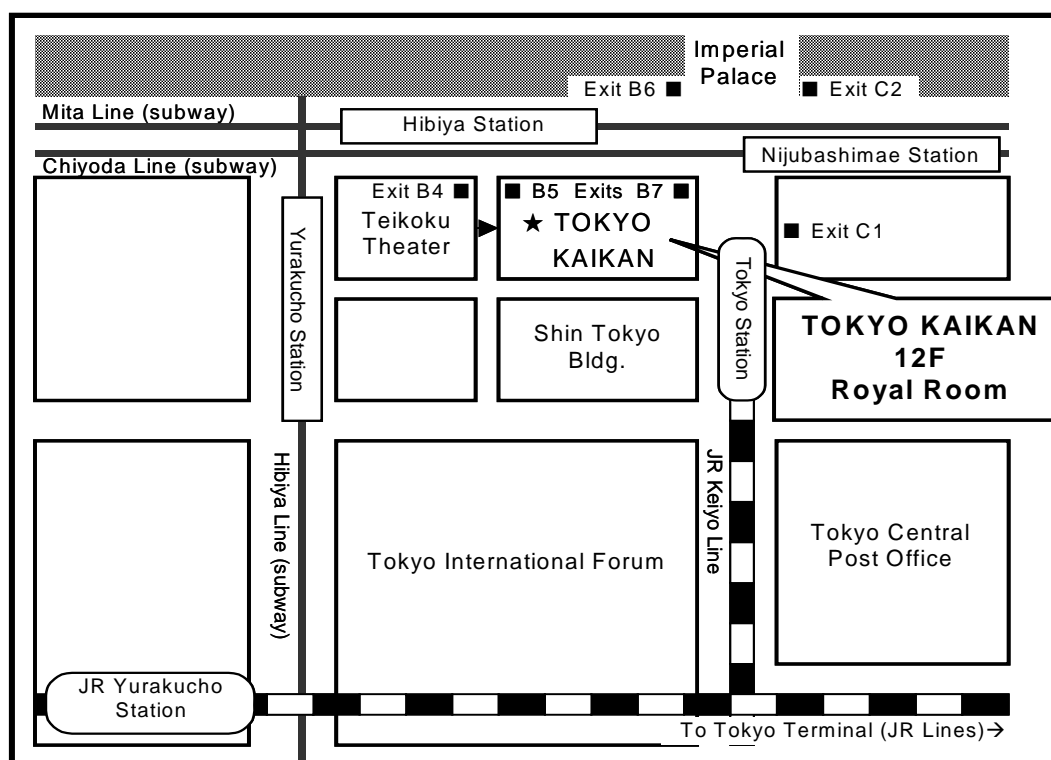 Imperial
Palace
Exit B6 ■ ■ Exit C2
Mita Line (subway)
Hibiya Station
Nijubashimae Station
Chiyoda Line (subway)
Exit B4 ■
Teikoku
Theater
■ B5 Exits B7 ■
★ TOKYO
KAIKAN
■ Exit C1
Yurakucho Station
Tokyo Station
Shin Tokyo
Bldg.
TOKYO KAIKAN
12F
Royal Room
Hibiya Line (subway)
Tokyo International Forum
JR Keiyo Line
Tokyo Central
Post Office
JR Yurakucho
Station
To Tokyo Terminal (JR Lines)→